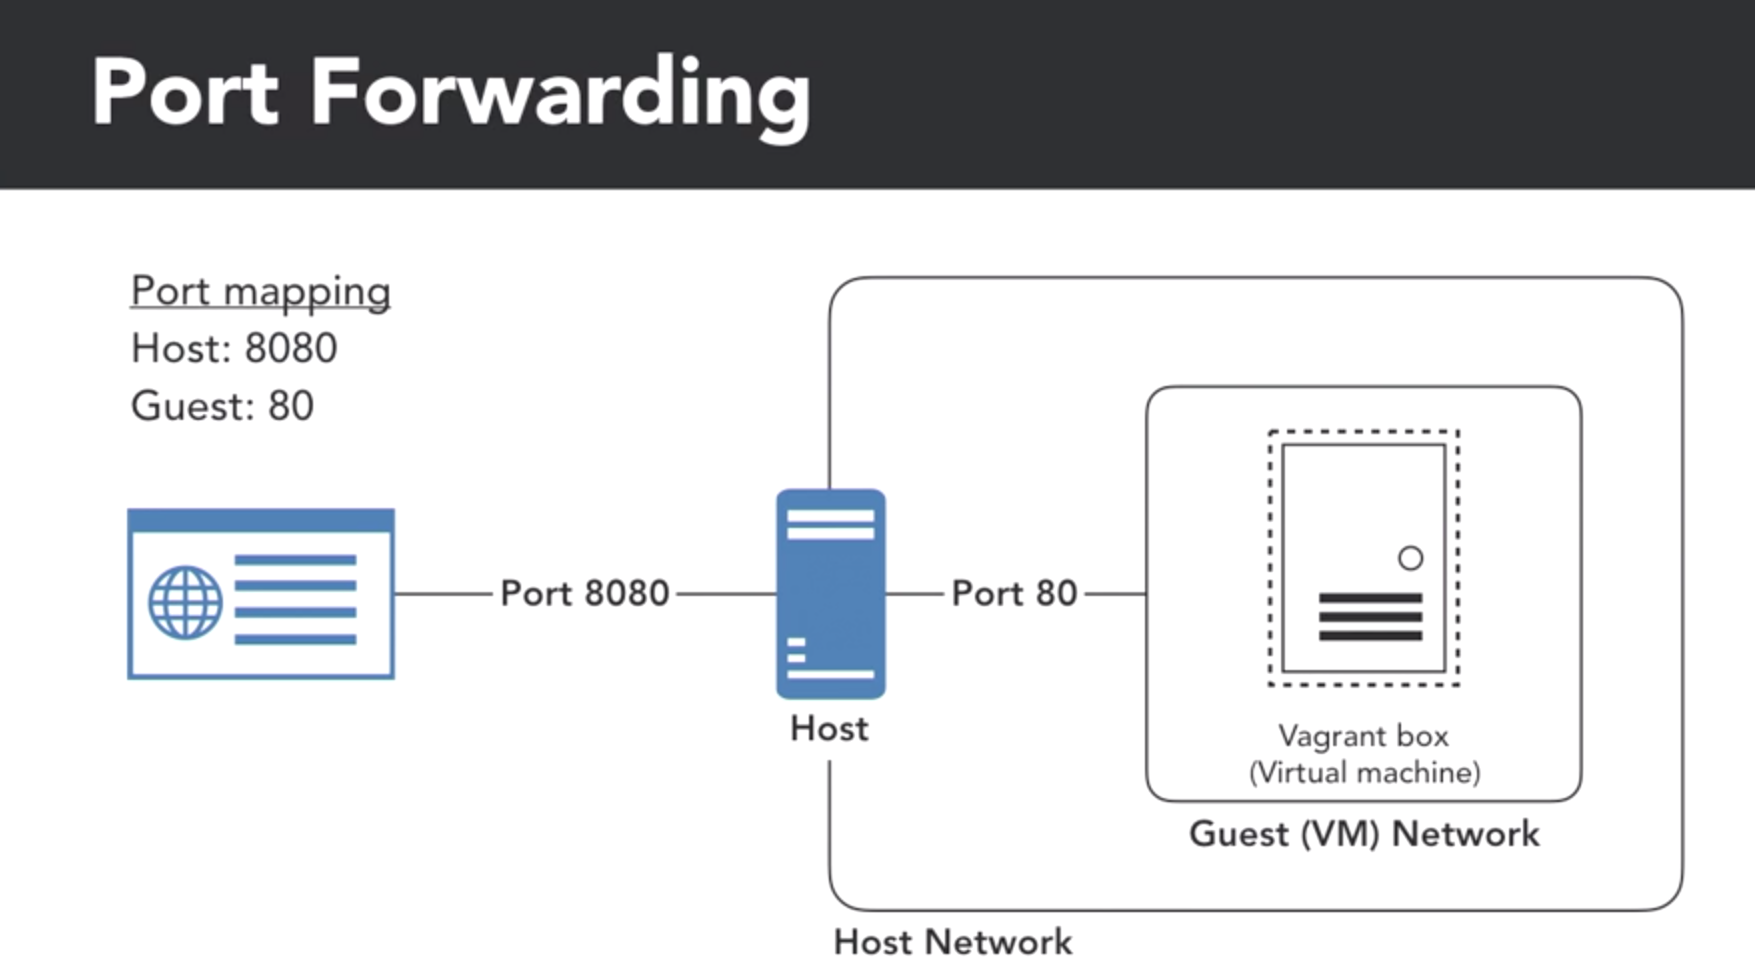 Port Forwarding
Port mapping
Host: 8080
Guest: 80
Port 8080
Port 80
Host
Vagrant box
(Virtual machine)
Guest (VM) Network
Host Network